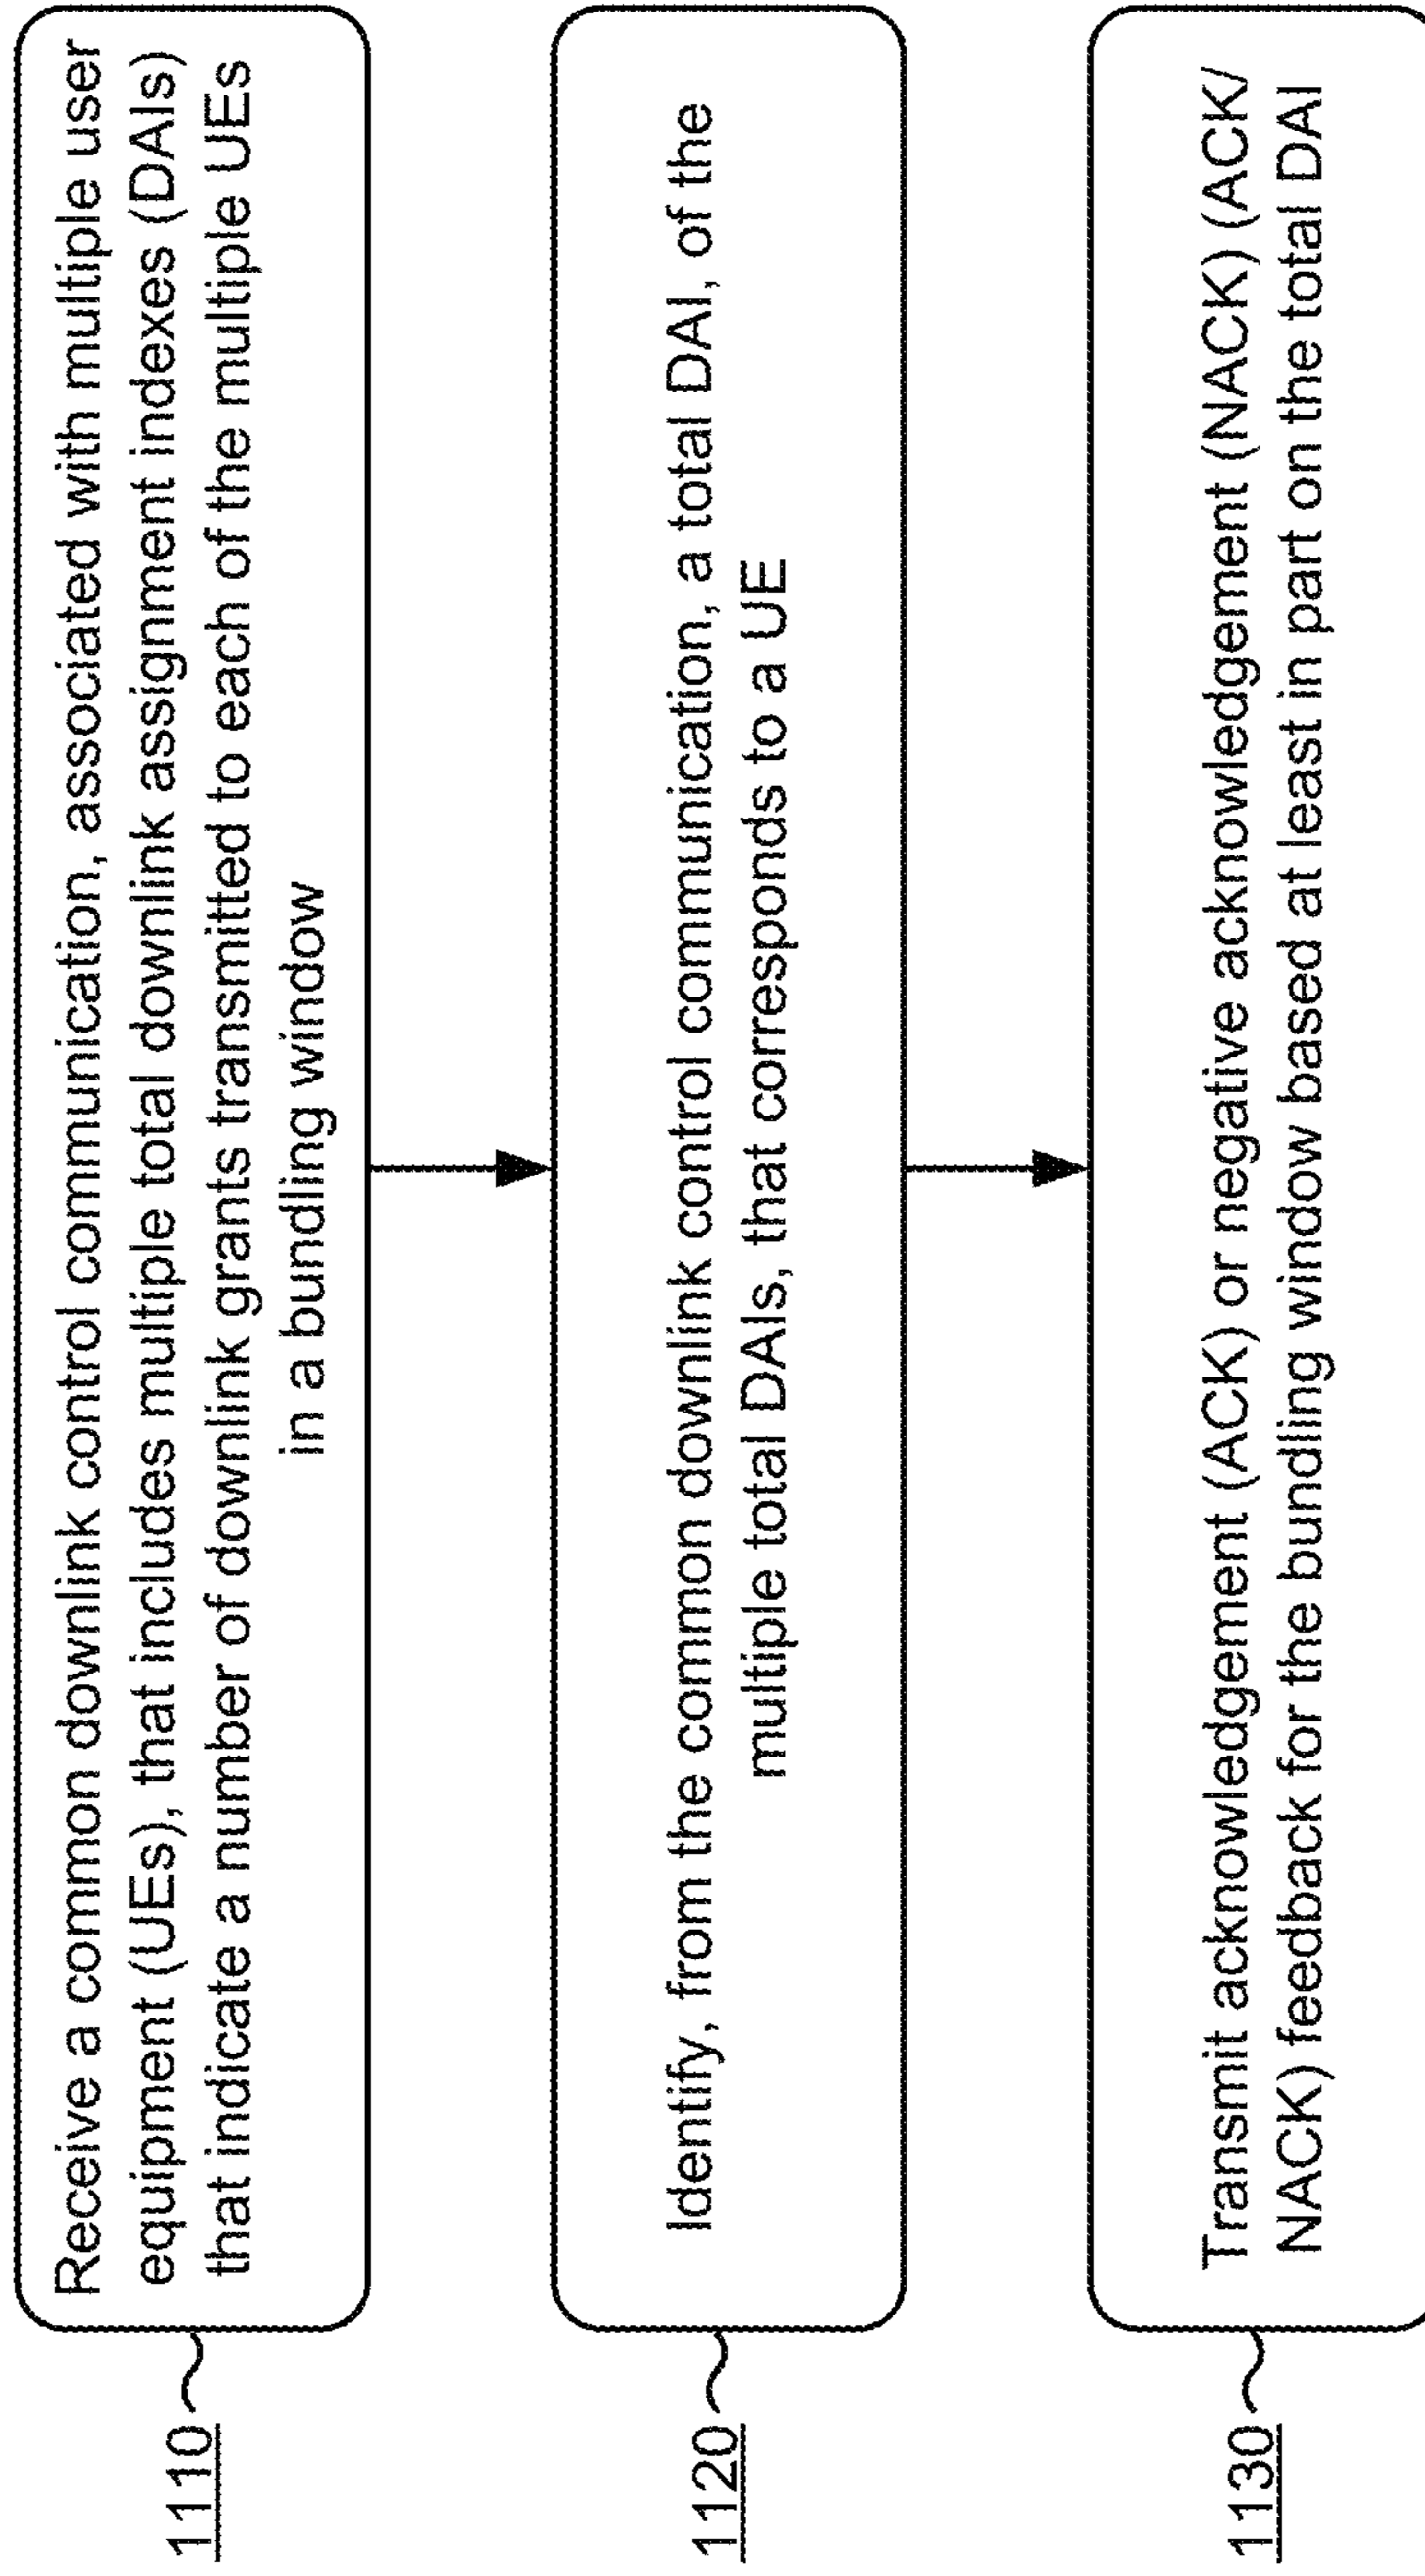 1110
Receive a common downlink control communication, associated with multiple user
equipment (UEs), that includes multiple total downlink assignment indexes (DAIs)
that indicate a number of downlink grants transmitted to each of the multiple UEs
in a bundling window
1120
Identify, from the common downlink control communication, a total DAI, of the
multiple total DAIs, that corresponds to a UE
1130
Transmit acknowledgement (ACK) or negative acknowledgement (NACK) (ACK/
NACK) feedback for the bundling window based at least in part on the total DAI